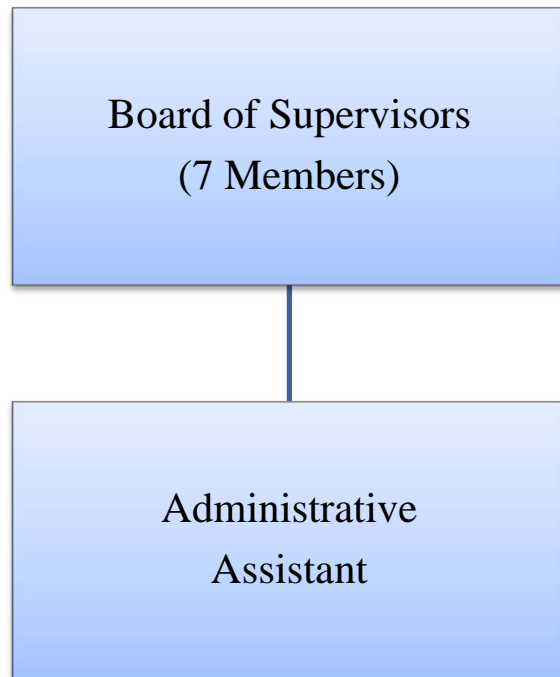 Board of Supervisors
(7 Members)
Administrative
Assistant